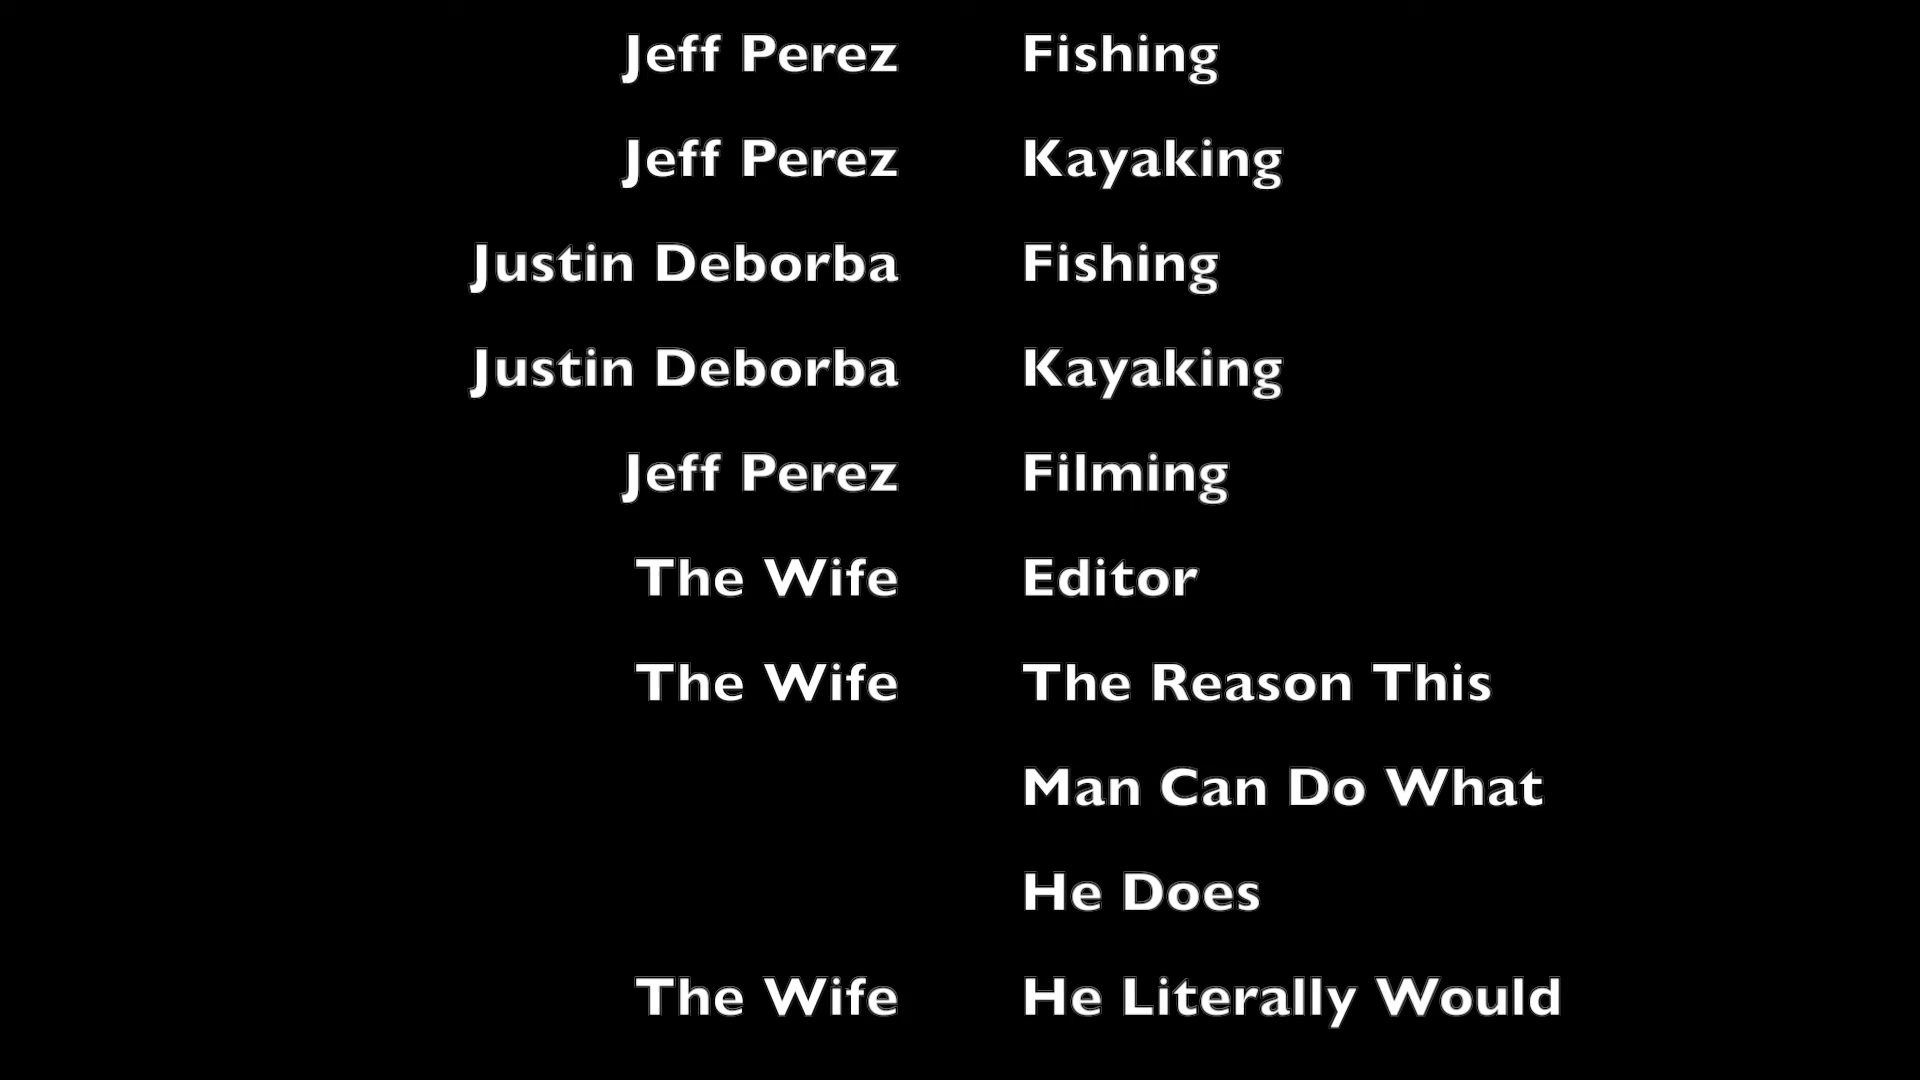 Jeff Perez Fishing
Jeff Perez Kayaking
Justin Deborba Fishing
Justin Deborba Kayaking
Jeff Perez Filming
The Wife Editor
The Wife The Reason This
Man Can Do What
He Does
The Wife He Literally Would